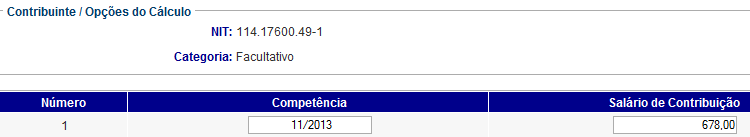 Contribuinte / Opções do Cálculo
NIT: 114.17600.49-1
Categoria: Facultativo
Número Competência Salário de Contribuição
1 11/2013 678,00